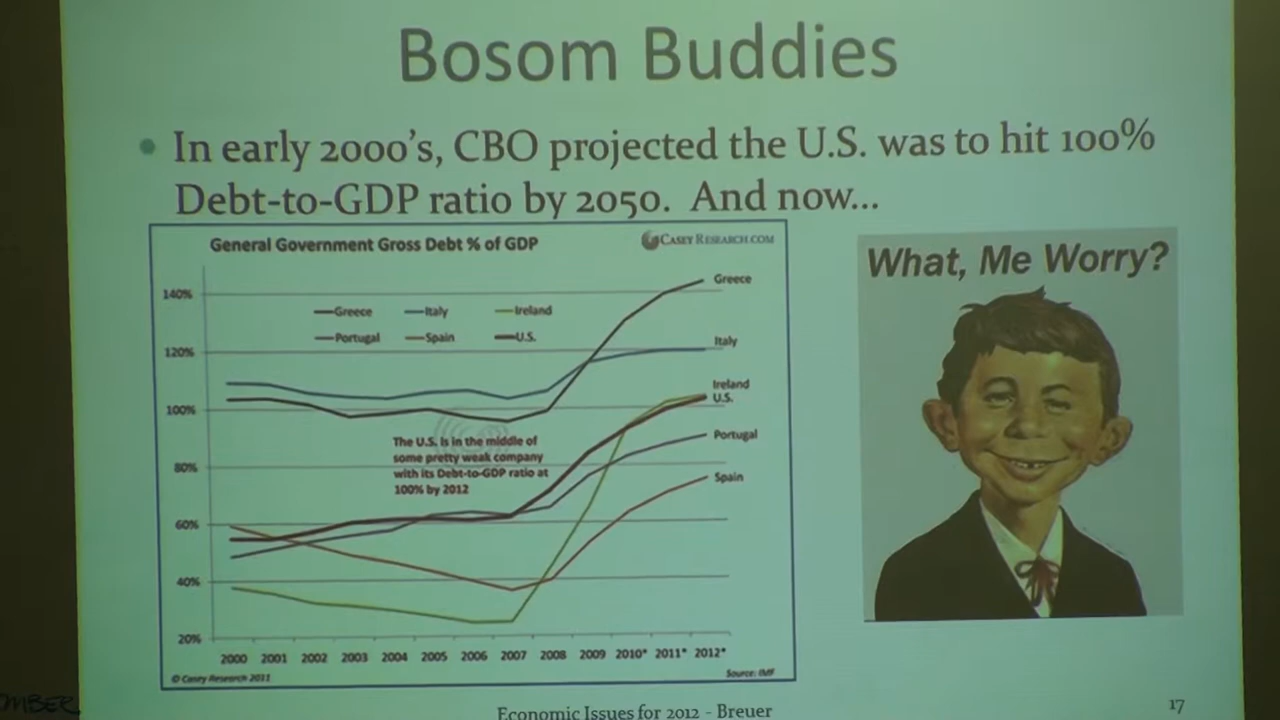 Bosom Buddies
• In early 2000's, CBO projected the U.S. was to hit 100%
Debt-to-GDP ratio by 2050. And now...
General Government Gross Debt % of GDP
CASEY RESEARCH.COM
140%
120%
100%
80%
60%
40%
20%
Greece Italy Ireland
Portugal Spain U.S.
Greece
Italy
Ireland
U.S.
Portugal
Spain
The U.S. is in the middle of
some pretty weak company
with its Debt-to-GDP ratio at
100% by 2012
2000 2001 2002 2003 2004 2005 2006 2007 2008 2009 2010* 2011* 2012*
© Casey Research 2011
Source: IMF
What, Me Worry?
MBER
Economic Issues for 2012 - Breuer
17